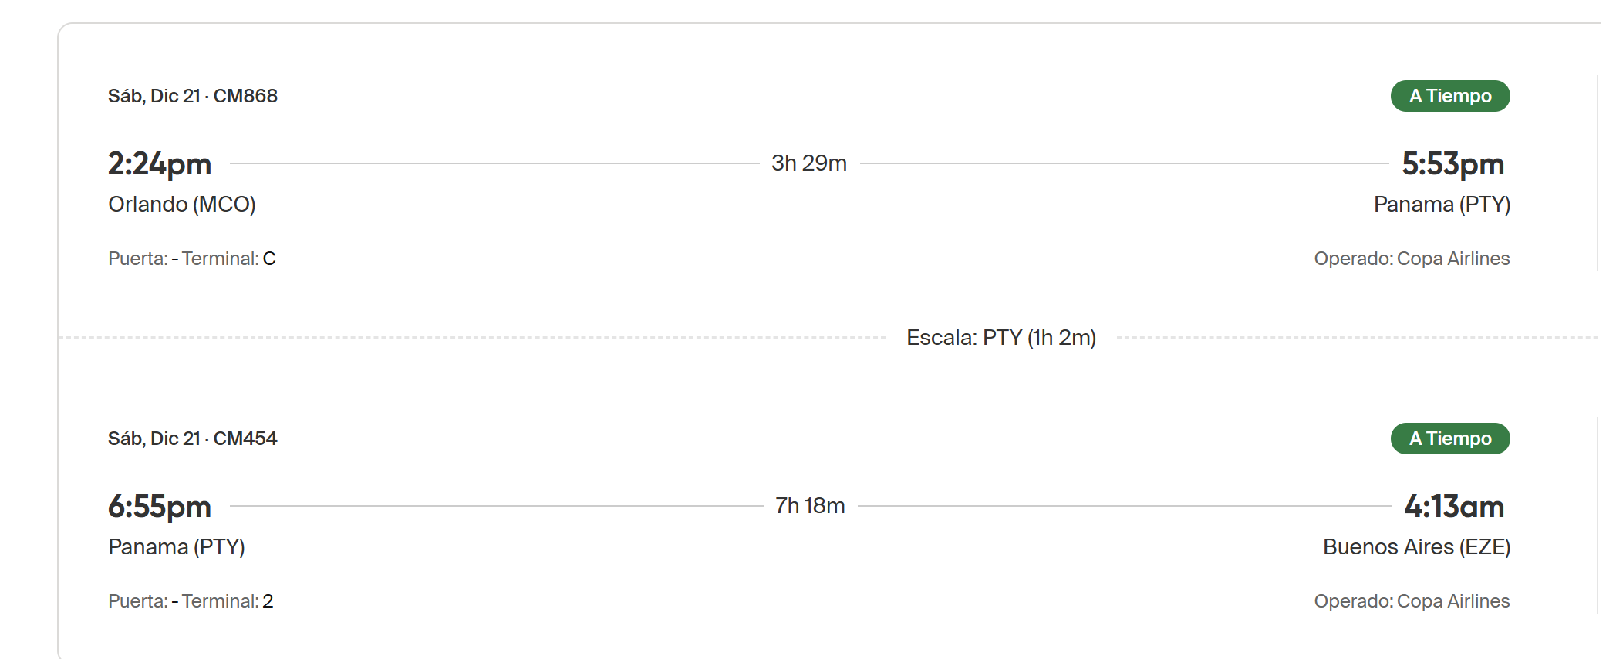 Sáb, Dic 21 · CM868
A Tiempo
2:24pm
3h 29m
5:53pm
Orlando (MCO)
Panama (PTY)
Puerta: - Terminal: C
Operado: Copa Airlines
Escala: PTY (1h 2m)
Sáb, Dic 21 · CM454
A Tiempo
6:55pm
7h 18m
4:13am
Panama (PTY)
Buenos Aires (EZE)
Puerta: - Terminal: 2
Operado: Copa Airlines